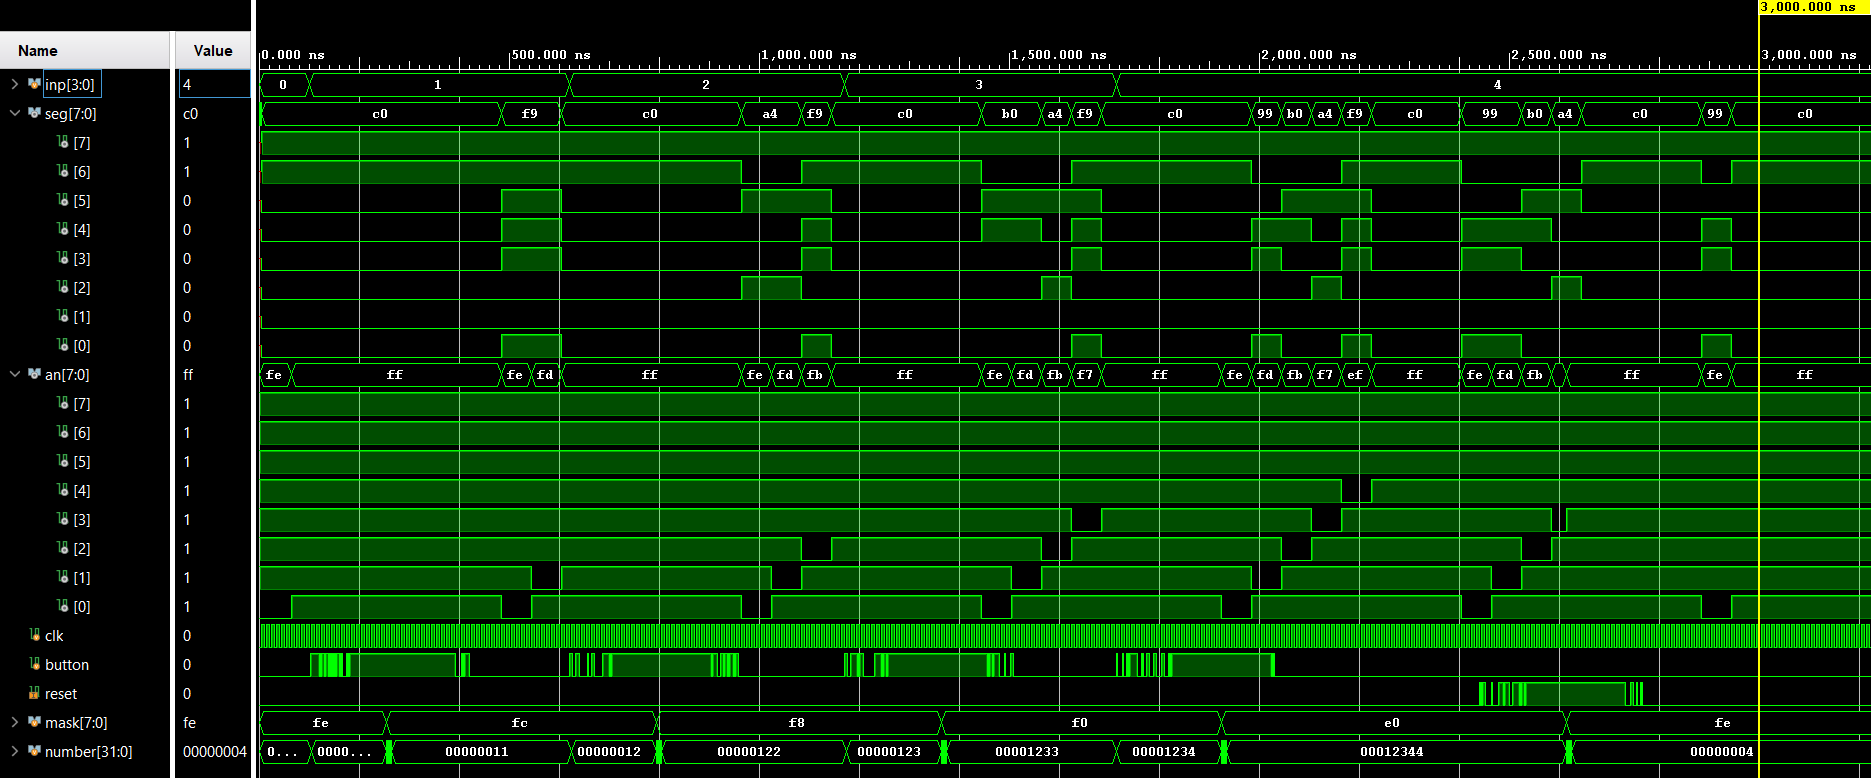 3,000.000 ns
Name Value
0.000 ns 500.000 ns 1,000.000 ns 1,500.000 ns 2,000.000 ns 2,500.000 ns 3,000.000 ns
inp[3:0] 4 0 1 2 3 4
seg[7:0] c0 c0 f9 c0 a4 f9 c0 b0 a4 f9 c0 99 b0 a4 f9 c0 99 b0 a4 c0 99 c0
[7] 1
[6] 1
[5] 0
[4] 0
[3] 0
[2] 0
[1] 0
[0] 0
an[7:0] ff fe ff fe fd ff fe fd fb ff fe fd fb f7 ff fe fd fb f7 ef ff fe fd fb ff fe ff
[7] 1
[6] 1
[5] 1
[4] 1
[3] 1
[2] 1
[1] 1
[0] 1
clk 0
button 0
reset 0
mask[7:0] fe fe fc f8 f0 e0 fe
number[31:0] 00000004 0... 0000... 00000011 00000012 00000122 00000123 00001233 00001234 00012344 00000004